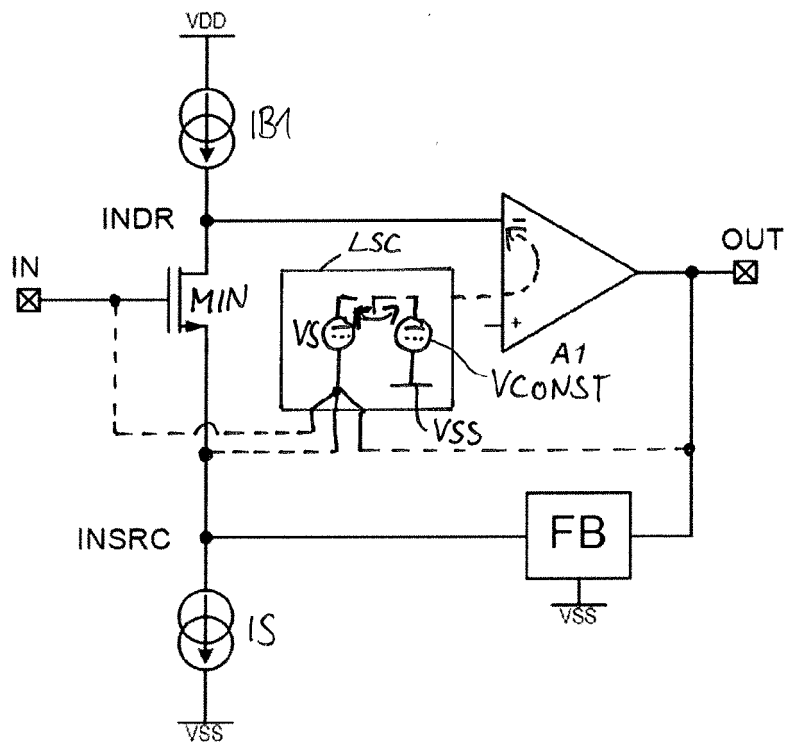 VDD
IB1
INDR
LSC
OUT
IN
MIN
VS
+
A1
VCONST
VSS
INSRC
FB
VSS
IS
VSS